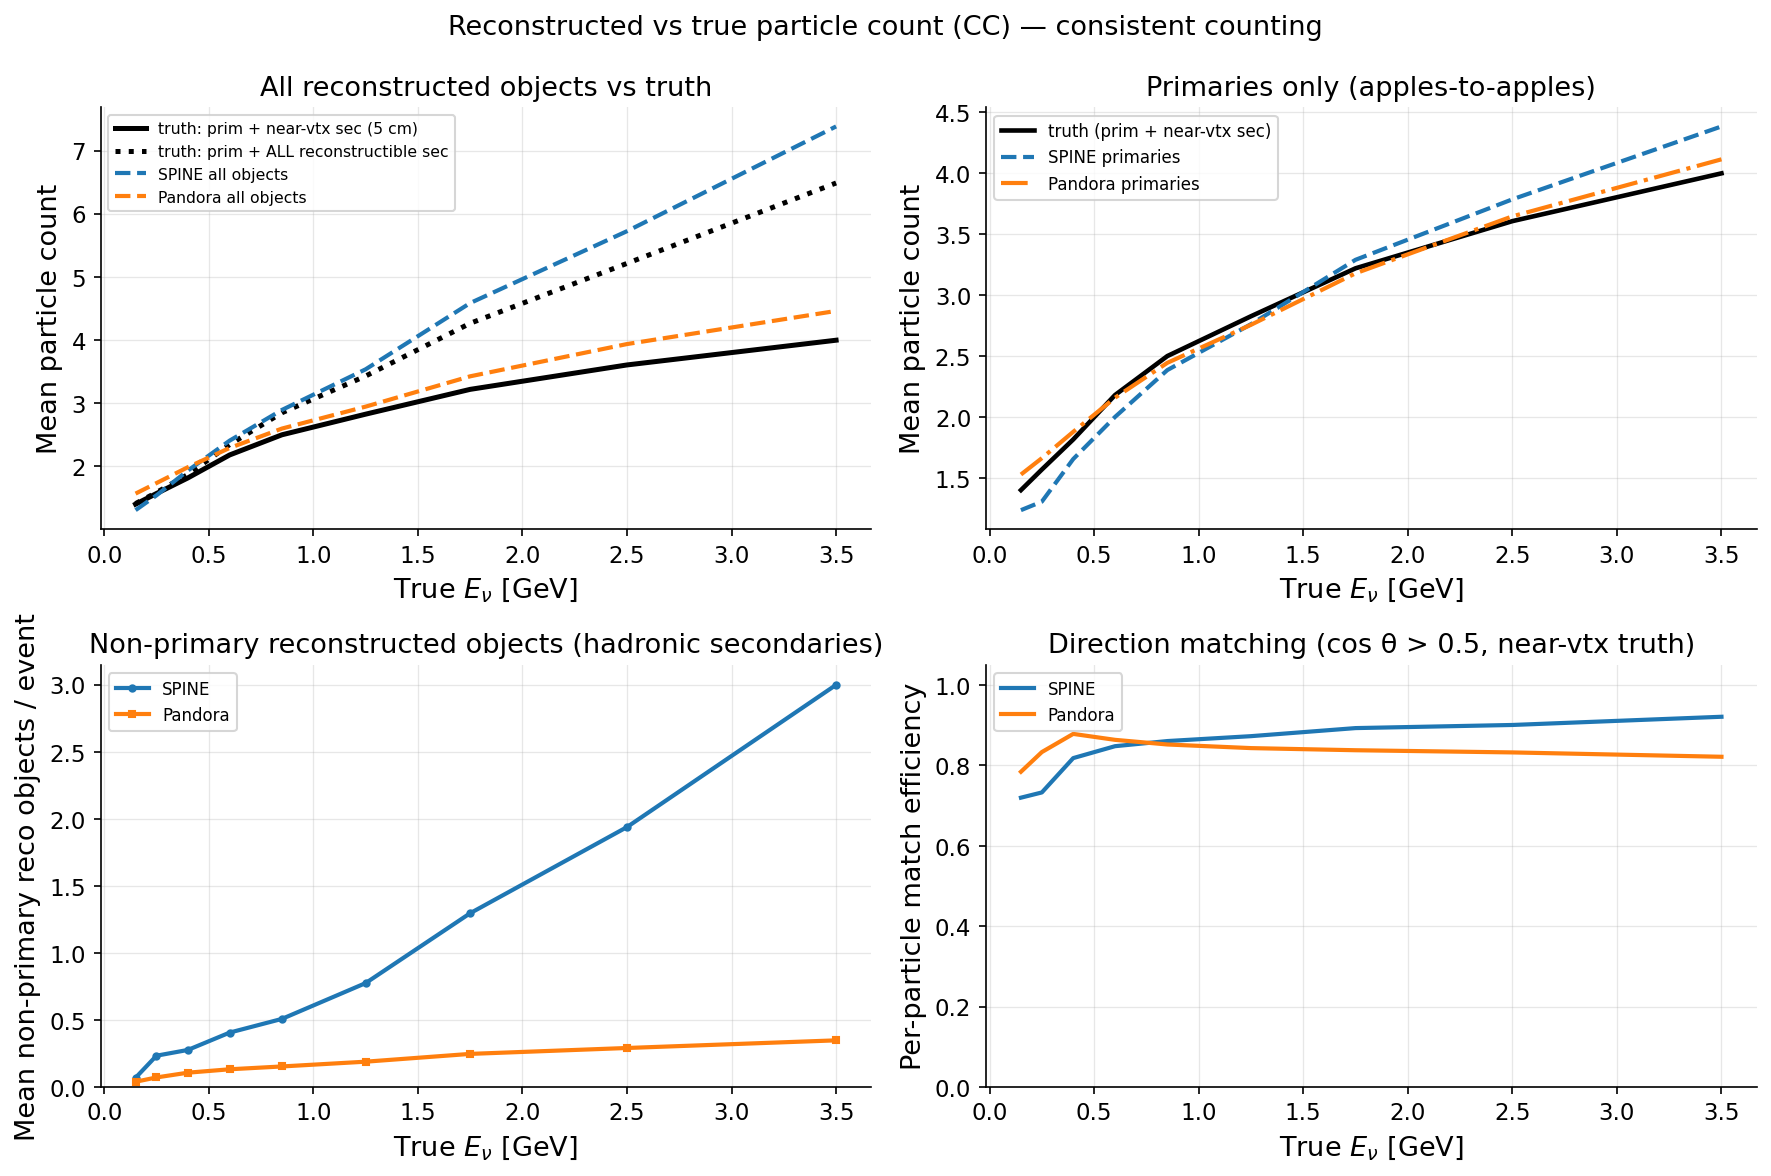 Reconstructed vs true particle count (CC) — consistent counting
All reconstructed objects vs truth
truth: prim + near-vtx sec (5 cm)
truth: prim + ALL reconstructible sec
SPINE all objects
Pandora all objects
Mean particle count
7
6
5
4
3
2
0.0 0.5 1.0 1.5 2.0 2.5 3.0 3.5
True Eν [GeV]
Primaries only (apples-to-apples)
truth (prim + near-vtx sec)
SPINE primaries
Pandora primaries
Mean particle count
4.5
4.0
3.5
3.0
2.5
2.0
1.5
0.0 0.5 1.0 1.5 2.0 2.5 3.0 3.5
True Eν [GeV]
Non-primary reconstructed objects (hadronic secondaries)
SPINE
Pandora
Mean non-primary reco objects / event
3.0
2.5
2.0
1.5
1.0
0.5
0.0
0.0 0.5 1.0 1.5 2.0 2.5 3.0 3.5
True Eν [GeV]
Direction matching (cos θ > 0.5, near-vtx truth)
SPINE
Pandora
Per-particle match efficiency
1.0
0.8
0.6
0.4
0.2
0.0
0.0 0.5 1.0 1.5 2.0 2.5 3.0 3.5
True Eν [GeV]